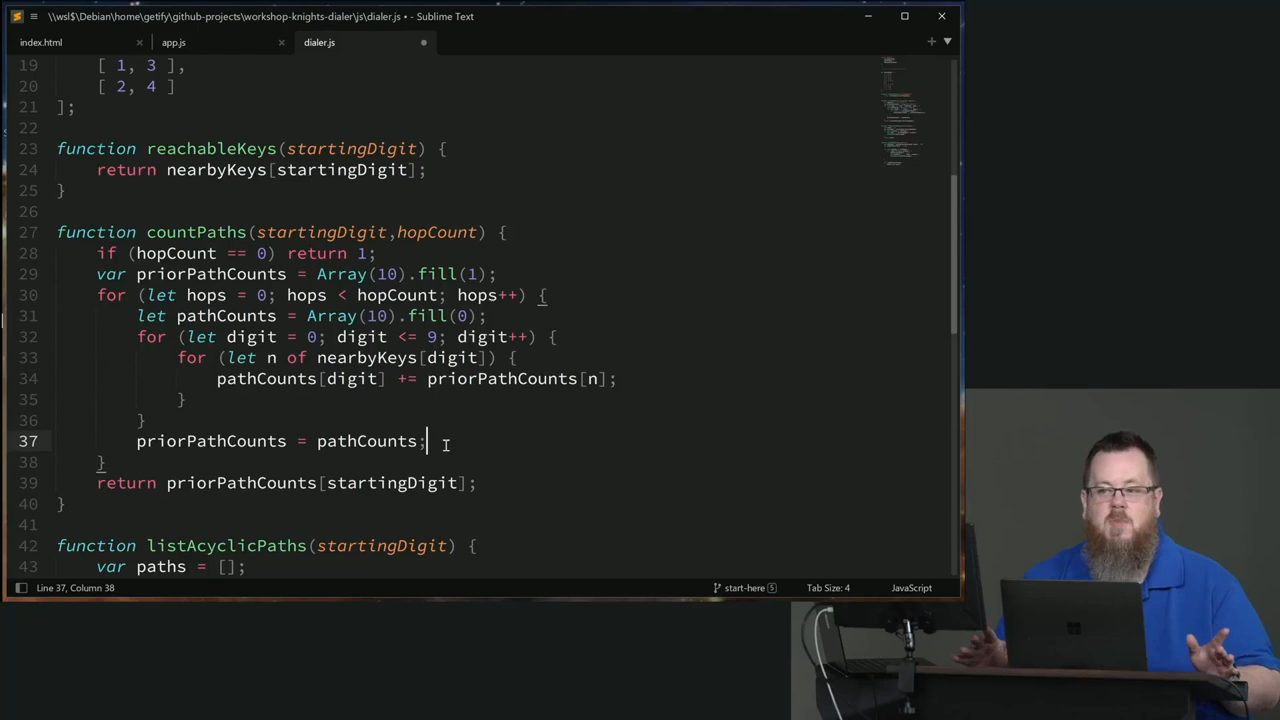 \\wsl$\Debian\home\getify\github-projects\workshop-knights-dialer\js\dialer.js • - Sublime Text
index.html
app.js
dialer.js
19 [ 1, 3 ],
20 [ 2, 4 ]
21 ];
22
23 function reachableKeys(startingDigit) {
24 return nearbyKeys[startingDigit];
25 }
26
27 function countPaths(startingDigit,hopCount) {
28 if (hopCount == 0) return 1;
29 var priorPathCounts = Array(10).fill(1);
30 for (let hops = 0; hops < hopCount; hops++) {
31 let pathCounts = Array(10).fill(0);
32 for (let digit = 0; digit <= 9; digit++) {
33 for (let n of nearbyKeys[digit]) {
34 pathCounts[digit] += priorPathCounts[n];
35 }
36 }
37 priorPathCounts = pathCounts;
38 }
39 return priorPathCounts[startingDigit];
40 }
41
42 function listAcyclicPaths(startingDigit) {
43 var paths = [];
Line 37, Column 38
start-here 5
Tab Size: 4
JavaScript